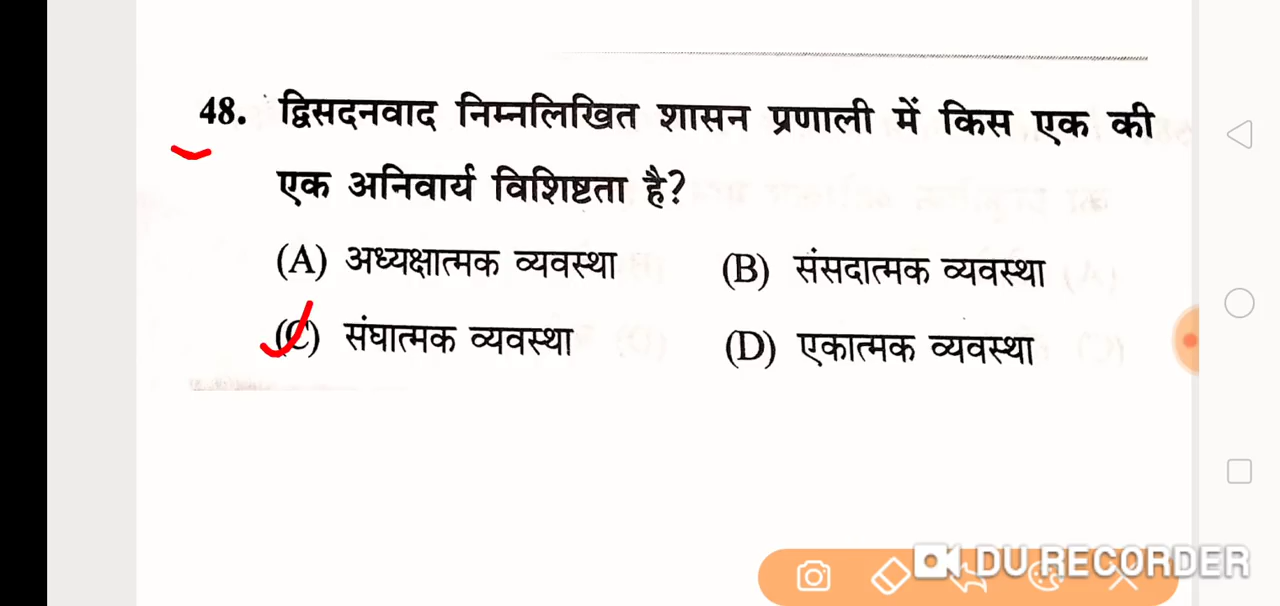 48. द्विसदनवाद निम्नलिखित शासन प्रणाली में किस एक की
एक अनिवार्य विशिष्टता है?
(A) अध्यक्षात्मक व्यवस्था (B) संसदात्मक व्यवस्था
(C) संघात्मक व्यवस्था (D) एकात्मक व्यवस्था
DU RECORDER